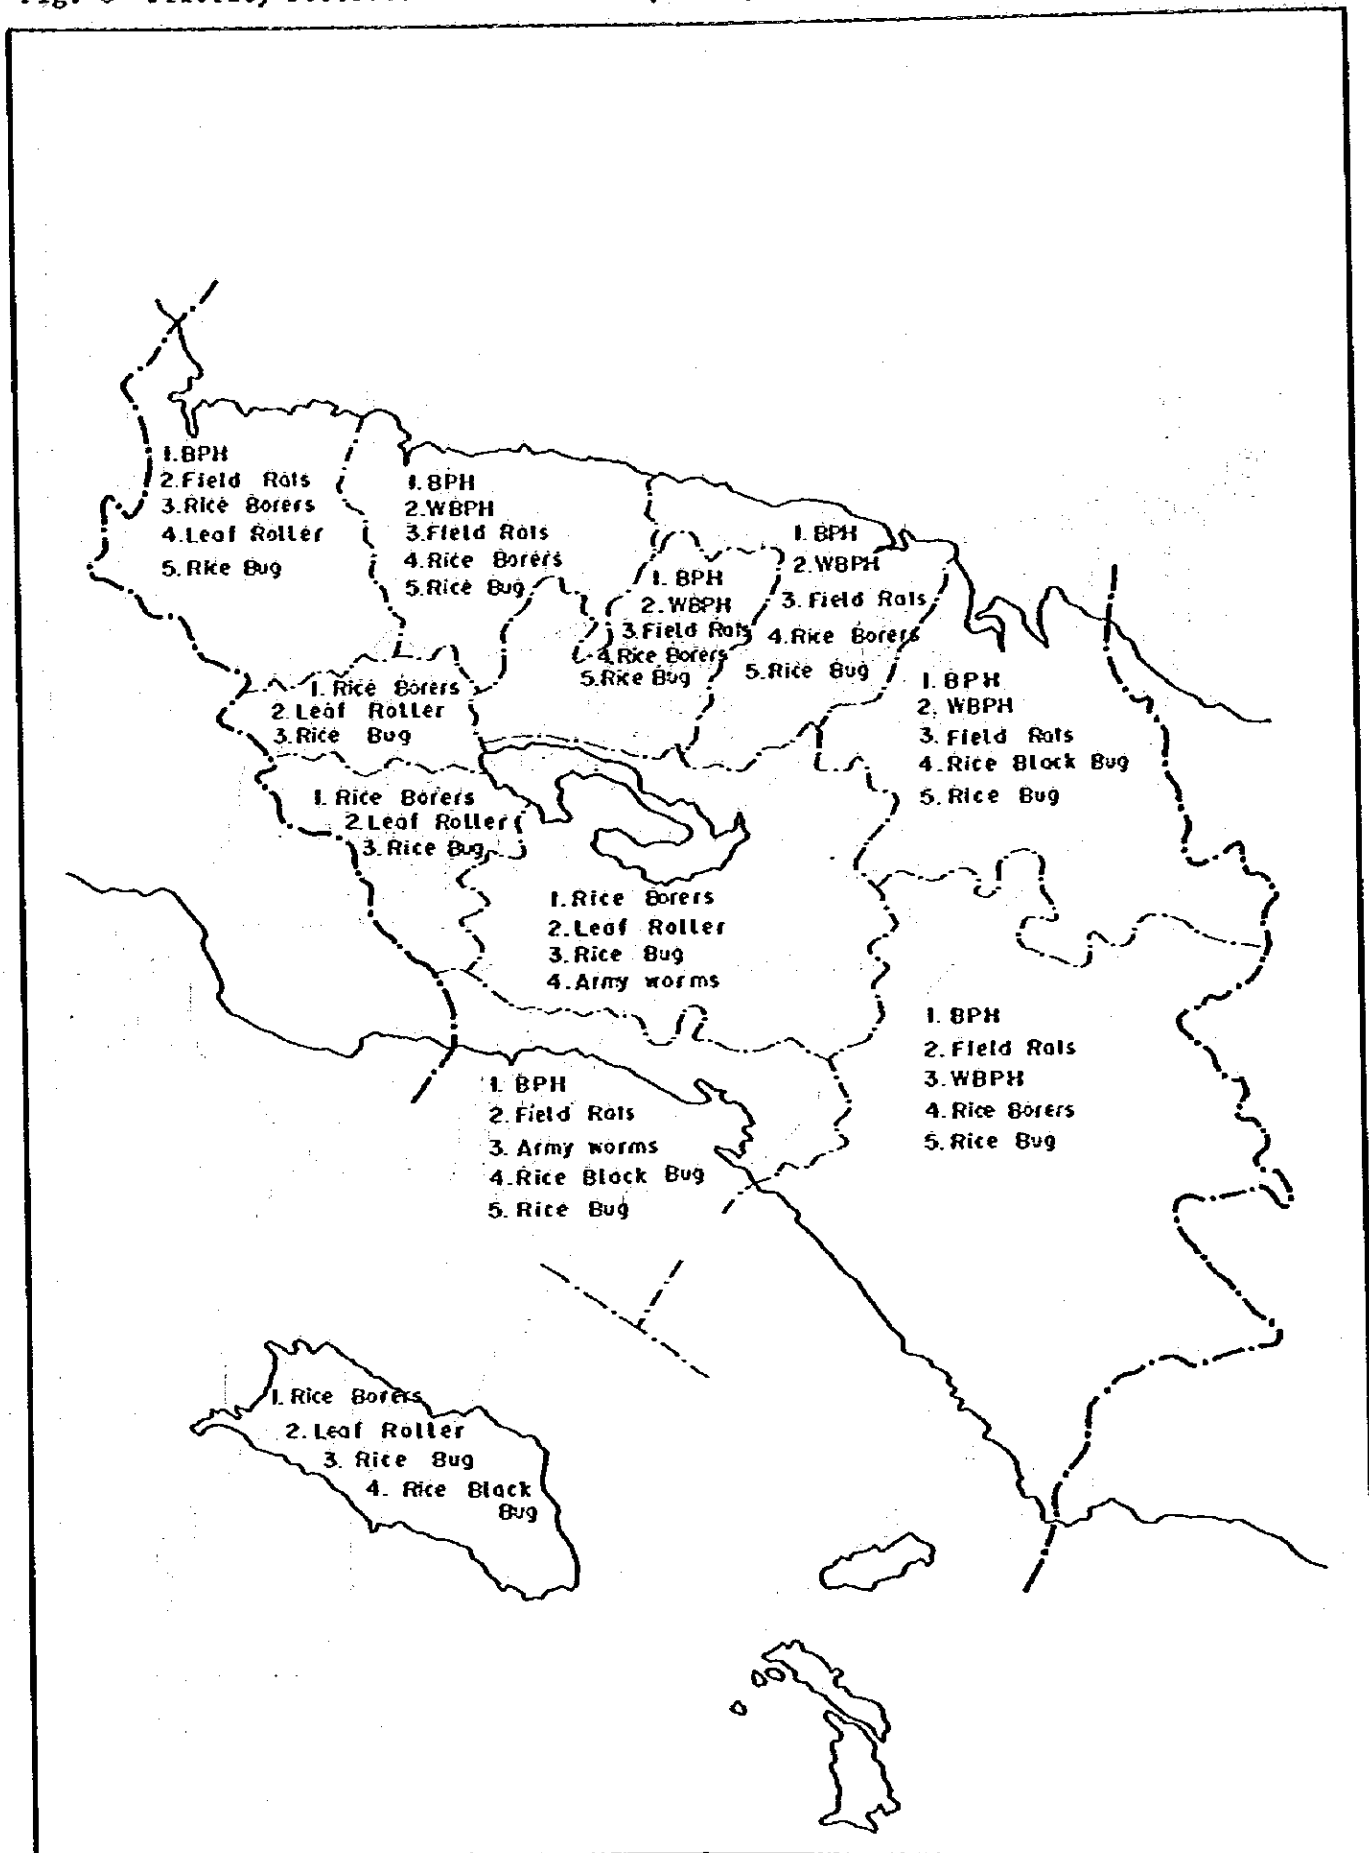 1. BPH
2. Field Rats
3. Rice Borers
4. Leaf Roller
5. Rice Bug
1. BPH
2. WBPH
3. Field Rats
4. Rice Borers
5. Rice Bug
1. BPH
2. WBPH
3. Field Rats
4. Rice Borers
5. Rice Bug
1. BPH
2. WBPH
3. Field Rats
4. Rice Borers
5. Rice Bug
1. BPH
2. WBPH
3. Field Rats
4. Rice Black Bug
5. Rice Bug
1. Rice Borers
2. Leaf Roller
3. Rice Bug
1. Rice Borers
2. Leaf Roller
3. Rice Bug
1. Rice Borers
2. Leaf Roller
3. Rice Bug
4. Army worms
1. BPH
2. Field Rats
3. WBPH
4. Rice Borers
5. Rice Bug
1. BPH
2. Field Rats
3. Army worms
4. Rice Black Bug
5. Rice Bug
1. Rice Borers
2. Leaf Roller
3. Rice Bug
4. Rice Black
Bug